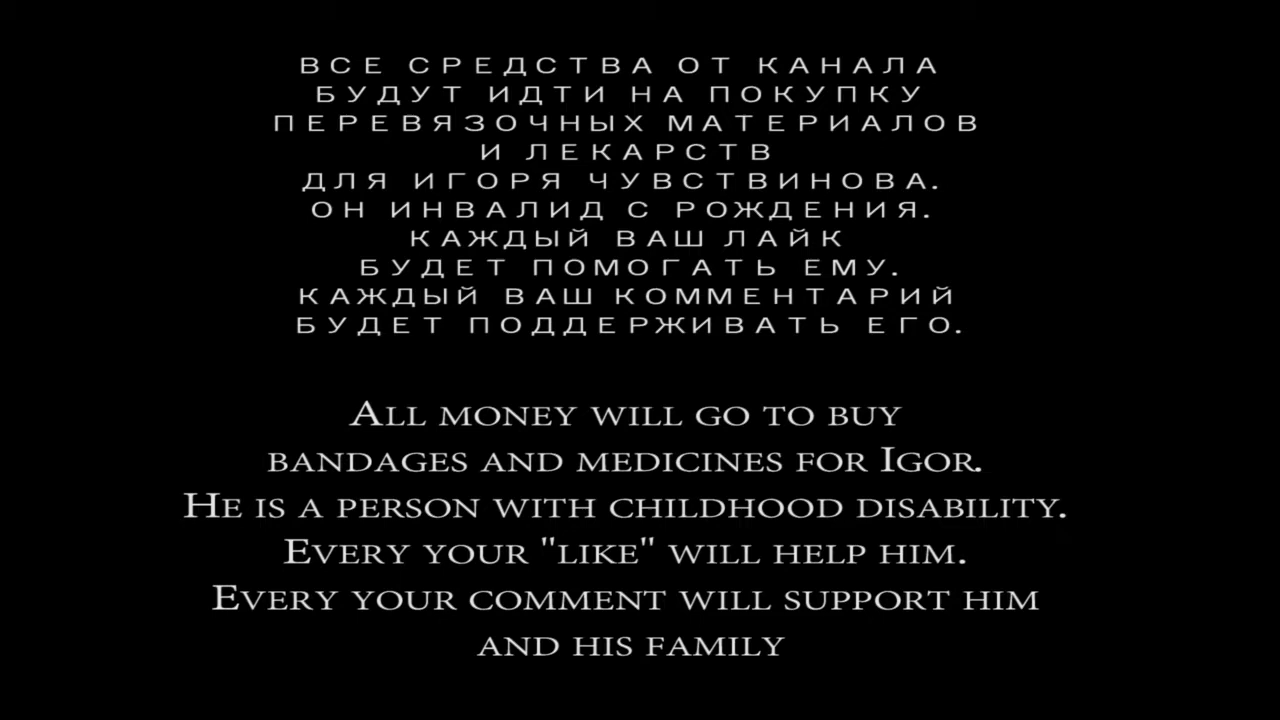 ВСЕ СРЕДСТВА ОТ КАНАЛА
БУДУТ ИДТИ НА ПОКУПКУ
ПЕРЕВЯЗОЧНЫХ МАТЕРИАЛОВ
И ЛЕКАРСТВ
ДЛЯ ИГОРЯ ЧУВСТВИНОВА.
ОН ИНВАЛИД С РОЖДЕНИЯ.
КАЖДЫЙ ВАШ ЛАЙК
БУДЕТ ПОМОГАТЬ ЕМУ.
КАЖДЫЙ ВАШ КОММЕНТАРИЙ
БУДЕТ ПОДДЕРЖИВАТЬ ЕГО.
ALL MONEY WILL GO TO BUY
BANDAGES AND MEDICINES FOR IGOR.
HE IS A PERSON WITH CHILDHOOD DISABILITY.
EVERY YOUR "LIKE" WILL HELP HIM.
EVERY YOUR COMMENT WILL SUPPORT HIM
AND HIS FAMILY